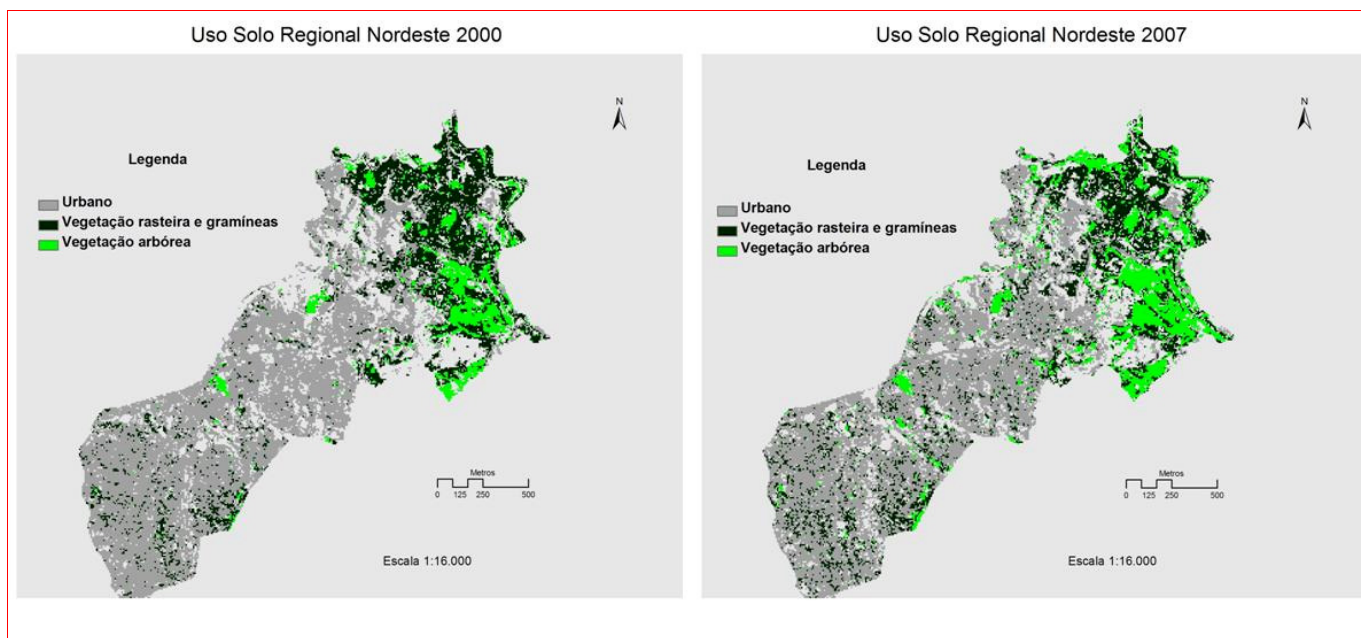 Uso Solo Regional Nordeste 2000
N
Legenda
Urbano
Vegetação rasteira e gramíneas
Vegetação arbórea
Metros
0 125 250 500
Escala 1:16.000
Uso Solo Regional Nordeste 2007
N
Legenda
Urbano
Vegetação rasteira e gramíneas
Vegetação arbórea
Metros
0 125 250 500
Escala 1:16.000